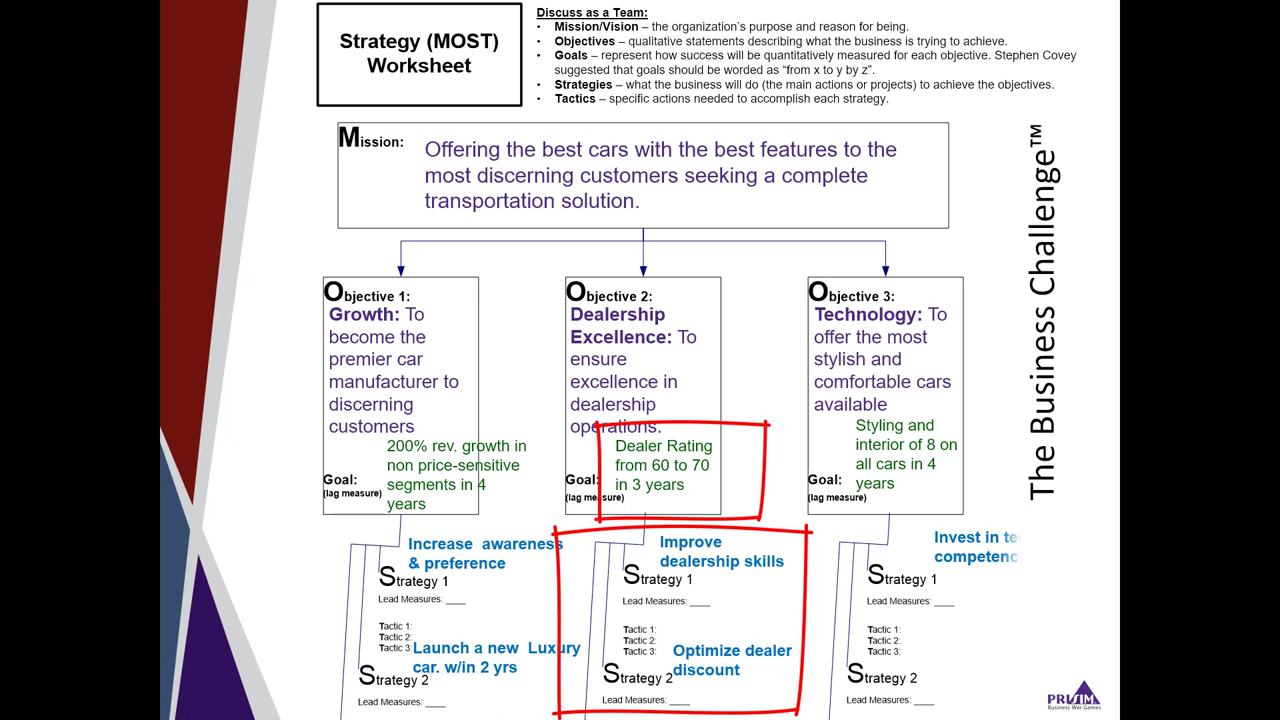 Strategy (MOST)
Worksheet
Discuss as a Team:
• Mission/Vision – the organization's purpose and reason for being.
• Objectives – qualitative statements describing what the business is trying to achieve.
• Goals – represent how success will be quantitatively measured for each objective. Stephen Covey
suggested that goals should be worded as "from x to y by z".
• Strategies – what the business will do (the main actions or projects) to achieve the objectives.
• Tactics – specific actions needed to accomplish each strategy.
Mission:
Offering the best cars with the best features to the
most discerning customers seeking a complete
transportation solution.
Objective 1:
Growth: To
become the
premier car
manufacturer to
discerning
customers
200% rev. growth in
non price-sensitive
segments in 4
years
Goal:
(lag measure)
Increase awareness
& preference
Strategy 1
Lead Measures: ____
Tactic 1:
Tactic 2:
Tactic 3:
Launch a new Luxury
car. w/in 2 yrs
Strategy 2
Lead Measures: ____
Objective 2:
Dealership
Excellence: To
ensure
excellence in
dealership
operations.
Dealer Rating
from 60 to 70
in 3 years
Goal:
(lag measure)
Improve
dealership skills
Strategy 1
Lead Measures: ____
Tactic 1:
Tactic 2:
Tactic 3:
Optimize dealer
discount
Strategy 2
Lead Measures: ____
Objective 3:
Technology: To
offer the most
stylish and
comfortable cars
available
Styling and
interior of 8 on
all cars in 4
years
Goal:
(lag measure)
Invest in te
competenc
Strategy 1
Lead Measures: ____
Tactic 1:
Tactic 2:
Tactic 3:
Strategy 2
Lead Measures: ____
The Business Challenge™
PRISIM
Business War Games